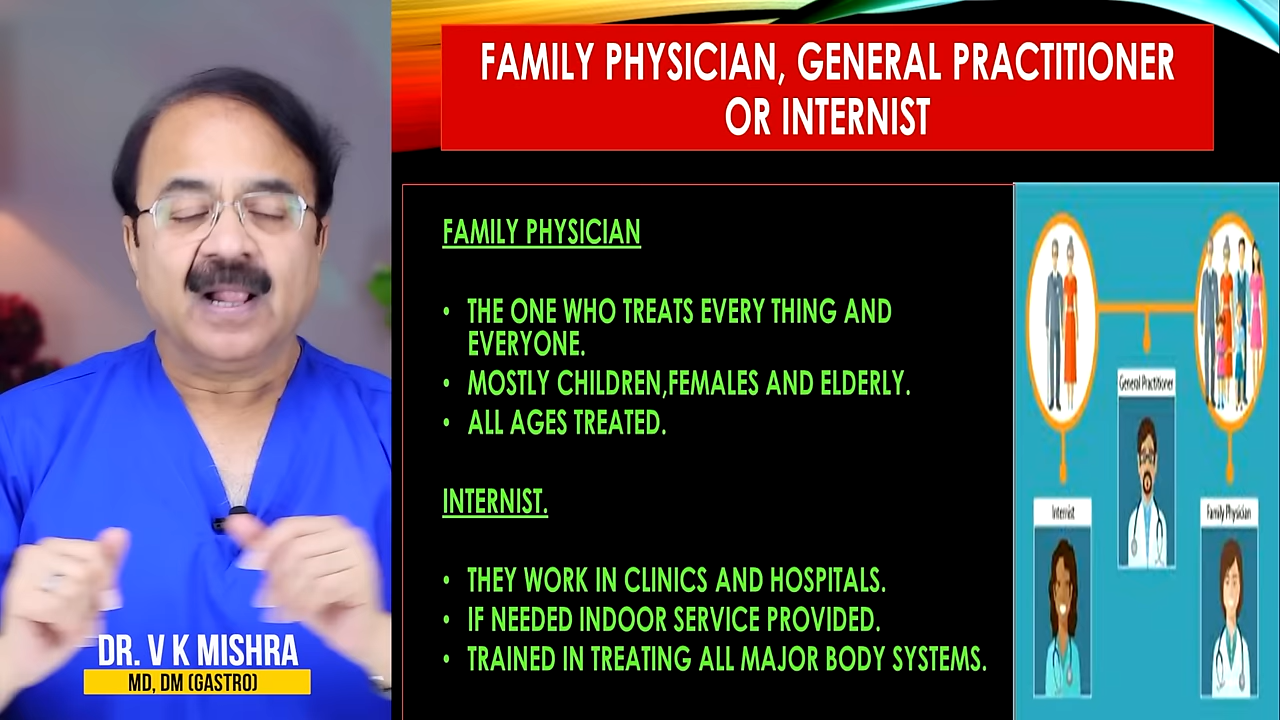 FAMILY PHYSICIAN, GENERAL PRACTITIONER
OR INTERNIST
FAMILY PHYSICIAN
• THE ONE WHO TREATS EVERY THING AND
EVERYONE.
• MOSTLY CHILDREN,FEMALES AND ELDERLY.
• ALL AGES TREATED.
INTERNIST.
• THEY WORK IN CLINICS AND HOSPITALS.
• IF NEEDED INDOOR SERVICE PROVIDED.
• TRAINED IN TREATING ALL MAJOR BODY SYSTEMS.
General Practitioner
Internist
Family Physician
DR. V K MISHRA
MD, DM (GASTRO)